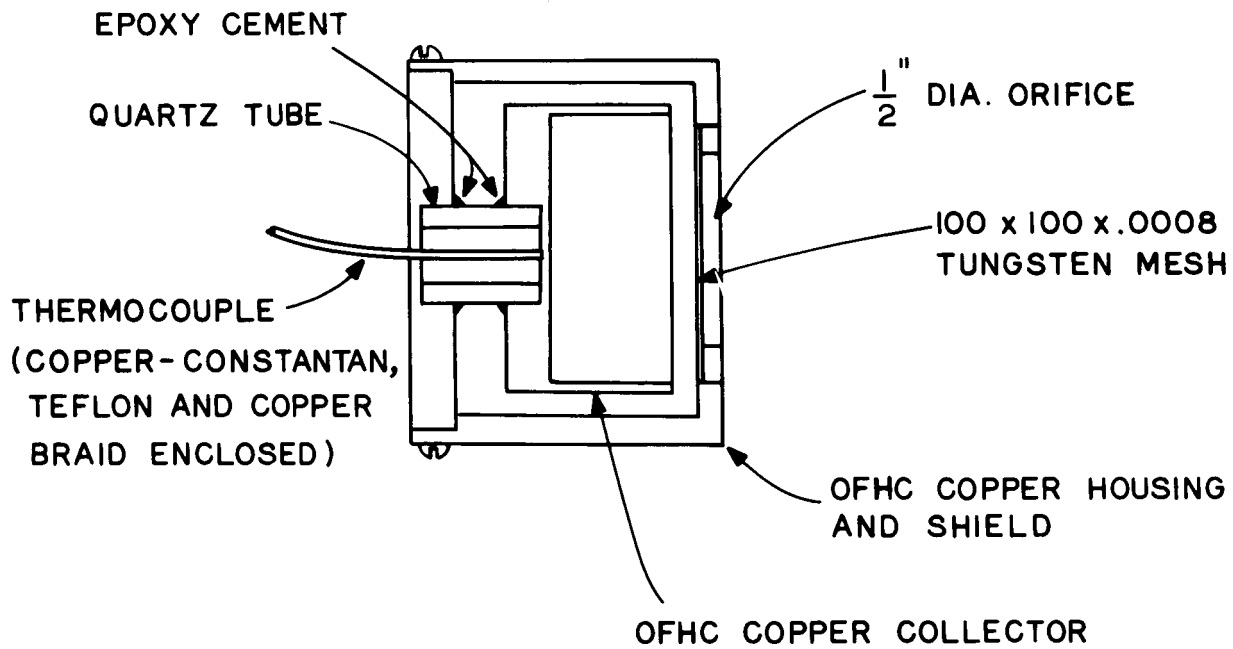 EPOXY CEMENT
QUARTZ TUBE
1/2" DIA. ORIFICE
100 x 100 x .0008
TUNGSTEN MESH
THERMOCOUPLE
(COPPER-CONSTANTAN,
TEFLON AND COPPER
BRAID ENCLOSED)
OFHC COPPER HOUSING
AND SHIELD
OFHC COPPER COLLECTOR